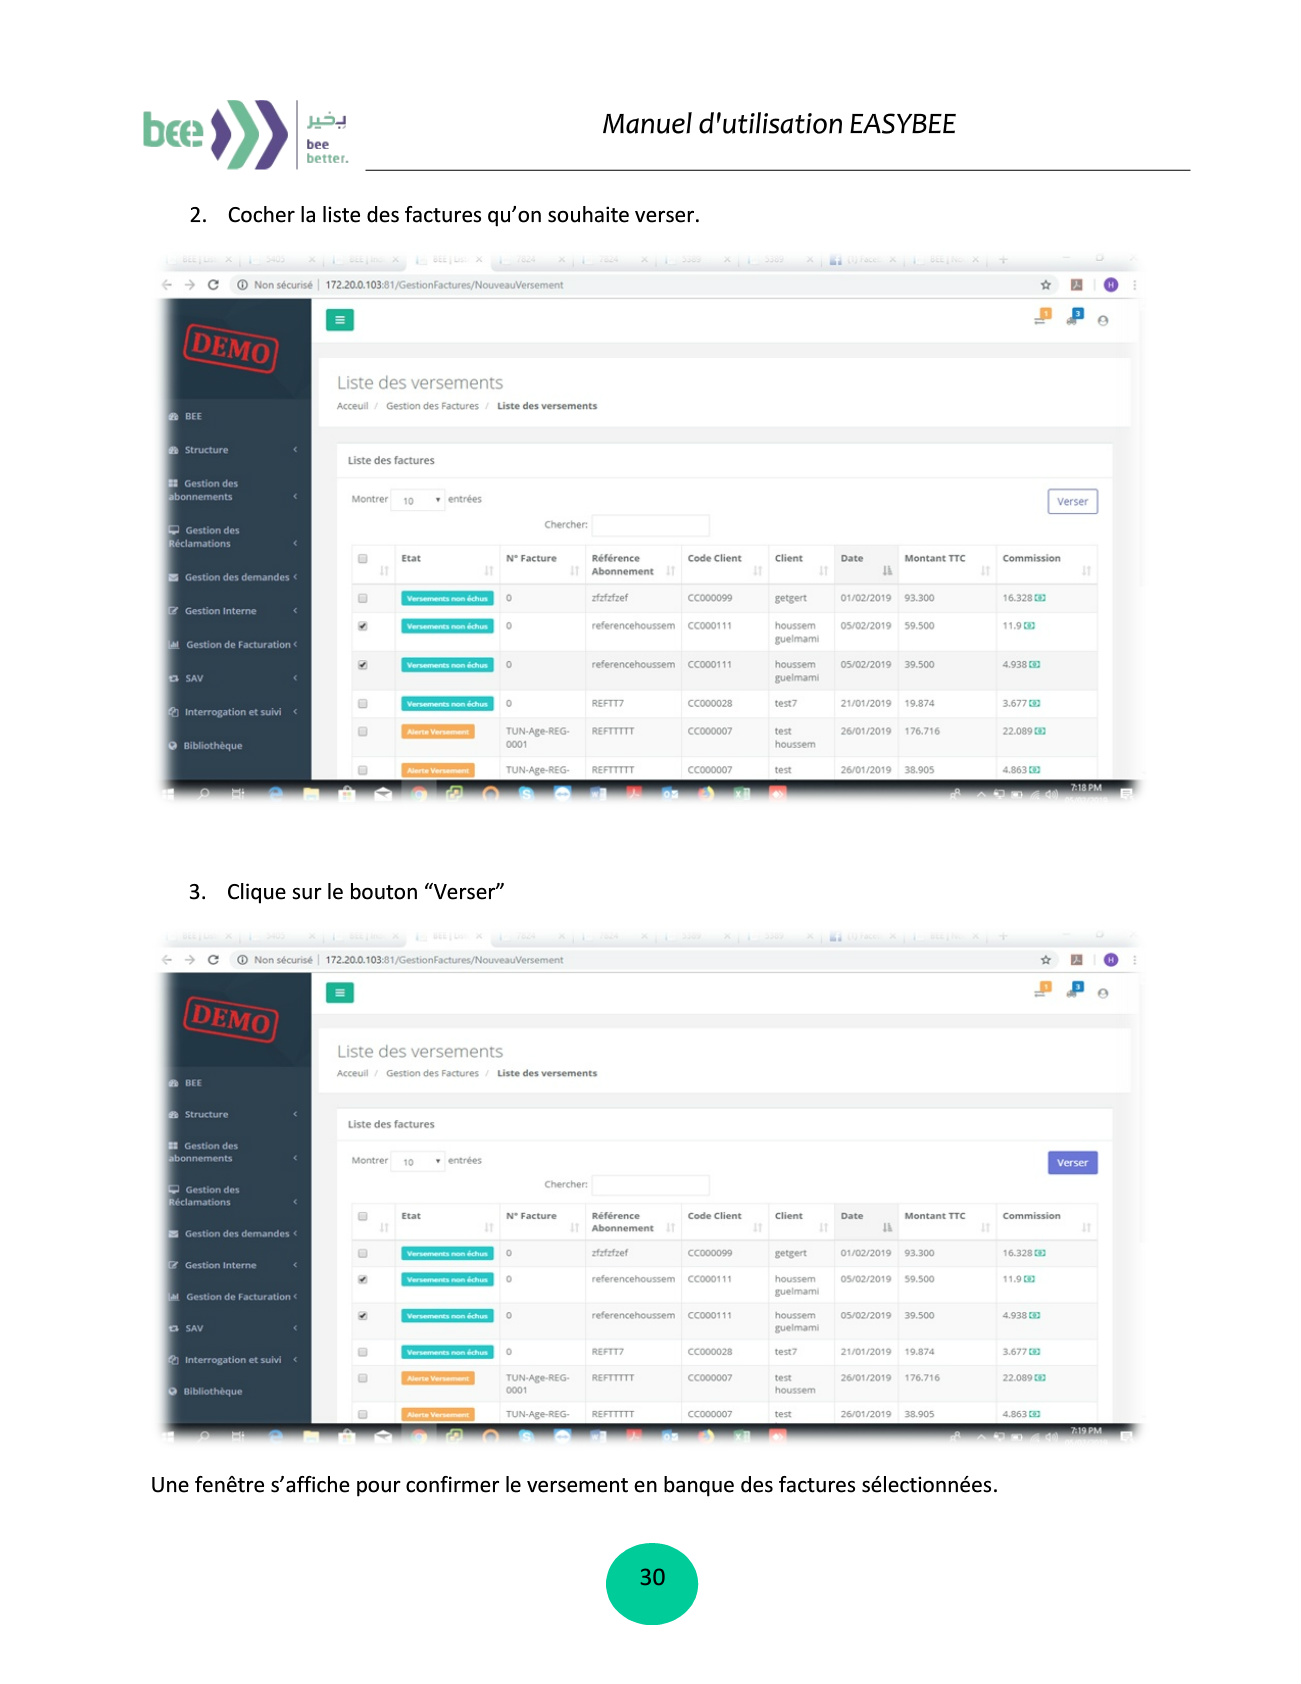 bee
بخير
bee
better.
Manuel d'utilisation EASYBEE
2. Cocher la liste des factures qu’on souhaite verser.
Non sécurisé | 172.20.0.103:81/GestionFactures/NouveauVersement
H
DEMO
1
3
Liste des versements
Acceuil / Gestion des Factures / Liste des versements
BEE
Structure
Gestion des
abonnements
Gestion des
Réclamations
Gestion des demandes
Gestion Interne
Gestion de Facturation
SAV
Interrogation et suivi
Bibliothèque
Liste des factures
Montrer 10 entrées
Verser
Chercher:
Etat N° Facture Référence Abonnement Code Client Client Date Montant TTC Commission
Versements non échus 0 zfzfzfzef CC000099 getgert 01/02/2019 93.300 16.328
Versements non échus 0 referencehoussem CC000111 houssem guelmami 05/02/2019 59.500 11.9
Versements non échus 0 referencehoussem CC000111 houssem guelmami 05/02/2019 39.500 4.938
Versements non échus 0 REFTT7 CC000028 test7 21/01/2019 19.874 3.677
Alerte Versement TUN-Age-REG-0001 REFTTTTT CC000007 test houssem 26/01/2019 176.716 22.089
Alerte Versement TUN-Age-REG- REFTTTTT CC000007 test 26/01/2019 38.905 4.863
7:18 PM
3. Clique sur le bouton “Verser”
Non sécurisé | 172.20.0.103:81/GestionFactures/NouveauVersement
H
DEMO
1
3
Liste des versements
Acceuil / Gestion des Factures / Liste des versements
BEE
Structure
Gestion des
abonnements
Gestion des
Réclamations
Gestion des demandes
Gestion Interne
Gestion de Facturation
SAV
Interrogation et suivi
Bibliothèque
Liste des factures
Montrer 10 entrées
Verser
Chercher:
Etat N° Facture Référence Abonnement Code Client Client Date Montant TTC Commission
Versements non échus 0 zfzfzfzef CC000099 getgert 01/02/2019 93.300 16.328
Versements non échus 0 referencehoussem CC000111 houssem guelmami 05/02/2019 59.500 11.9
Versements non échus 0 referencehoussem CC000111 houssem guelmami 05/02/2019 39.500 4.938
Versements non échus 0 REFTT7 CC000028 test7 21/01/2019 19.874 3.677
Alerte Versement TUN-Age-REG-0001 REFTTTTT CC000007 test houssem 26/01/2019 176.716 22.089
Alerte Versement TUN-Age-REG- REFTTTTT CC000007 test 26/01/2019 38.905 4.863
7:19 PM
Une fenêtre s’affiche pour confirmer le versement en banque des factures sélectionnées.
30